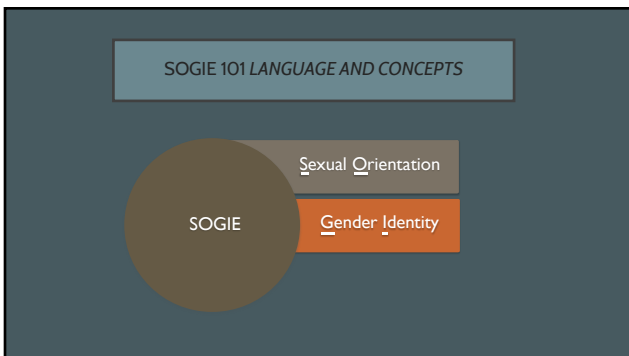 SOGIE 101 LANGUAGE AND CONCEPTS
Sexual Orientation
SOGIE
Gender Identity